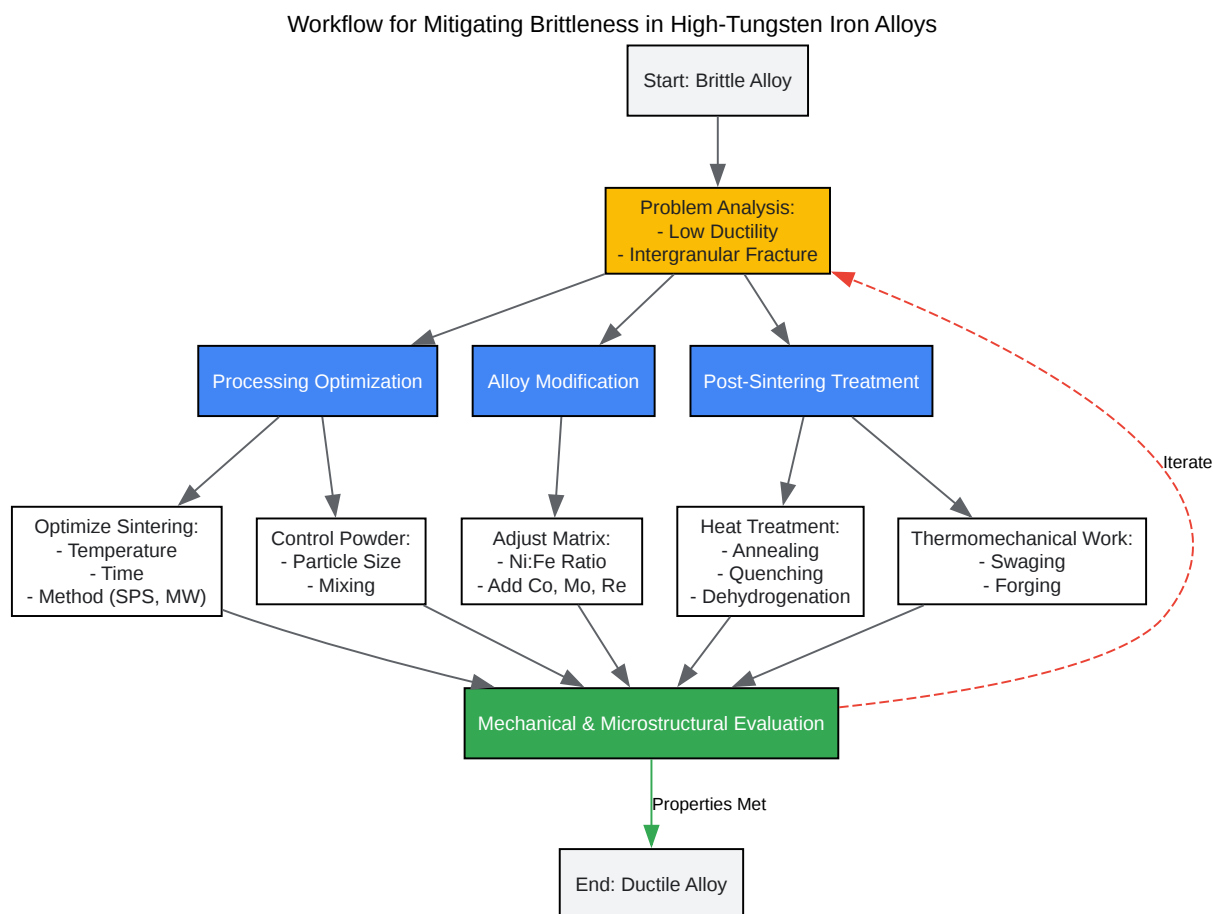 Workflow for Mitigating Brittleness in High-Tungsten Iron Alloys
Start: Brittle Alloy
Problem Analysis:
- Low Ductility
- Intergranular Fracture
Processing Optimization
Alloy Modification
Post-Sintering Treatment
Iterate
Optimize Sintering:
- Temperature
- Time
- Method (SPS, MW)
Control Powder:
- Particle Size
- Mixing
Adjust Matrix:
- Ni:Fe Ratio
- Add Co, Mo, Re
Heat Treatment:
- Annealing
- Quenching
- Dehydrogenation
Thermomechanical Work:
- Swaging
- Forging
Mechanical & Microstructural Evaluation
Properties Met
End: Ductile Alloy